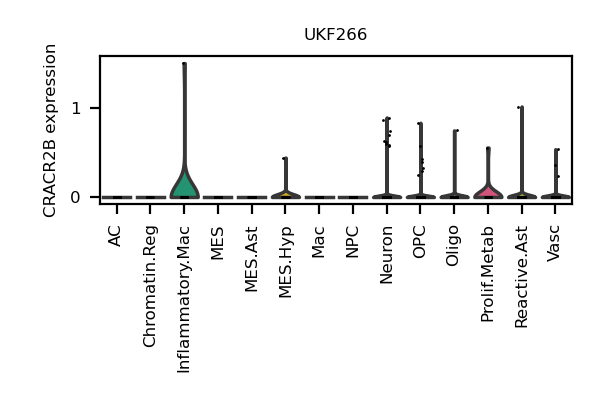 UKF266
CRACR2B expression
1
0
AC
Chromatin.Reg
Inflammatory.Mac
MES
MES.Ast
MES.Hyp
Mac
NPC
Neuron
OPC
Oligo
Prolif.Metab
Reactive.Ast
Vasc